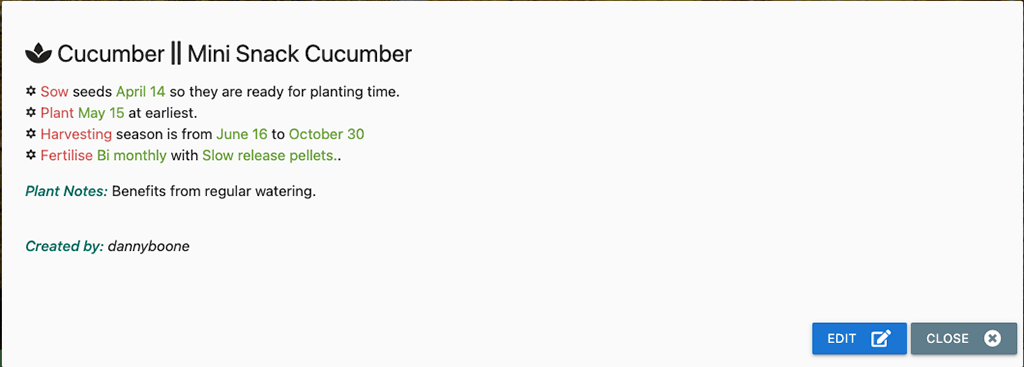 Cucumber || Mini Snack Cucumber
Sow seeds April 14 so they are ready for planting time.
Plant May 15 at earliest.
Harvesting season is from June 16 to October 30
Fertilise Bi monthly with Slow release pellets..
Plant Notes: Benefits from regular watering.
Created by: dannyboone
EDIT
CLOSE